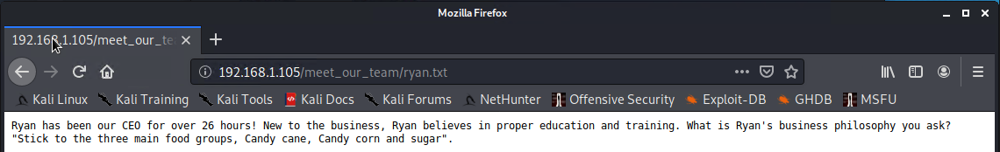 Mozilla Firefox
192.168.1.105/meet_our_te
192.168.1.105/meet_our_team/ryan.txt
Kali Linux Kali Training Kali Tools Kali Docs Kali Forums NetHunter Offensive Security Exploit-DB GHDB MSFU
Ryan has been our CEO for over 26 hours! New to the business, Ryan believes in proper education and training. What is Ryan's business philosophy you ask?
"Stick to the three main food groups, Candy cane, Candy corn and sugar".